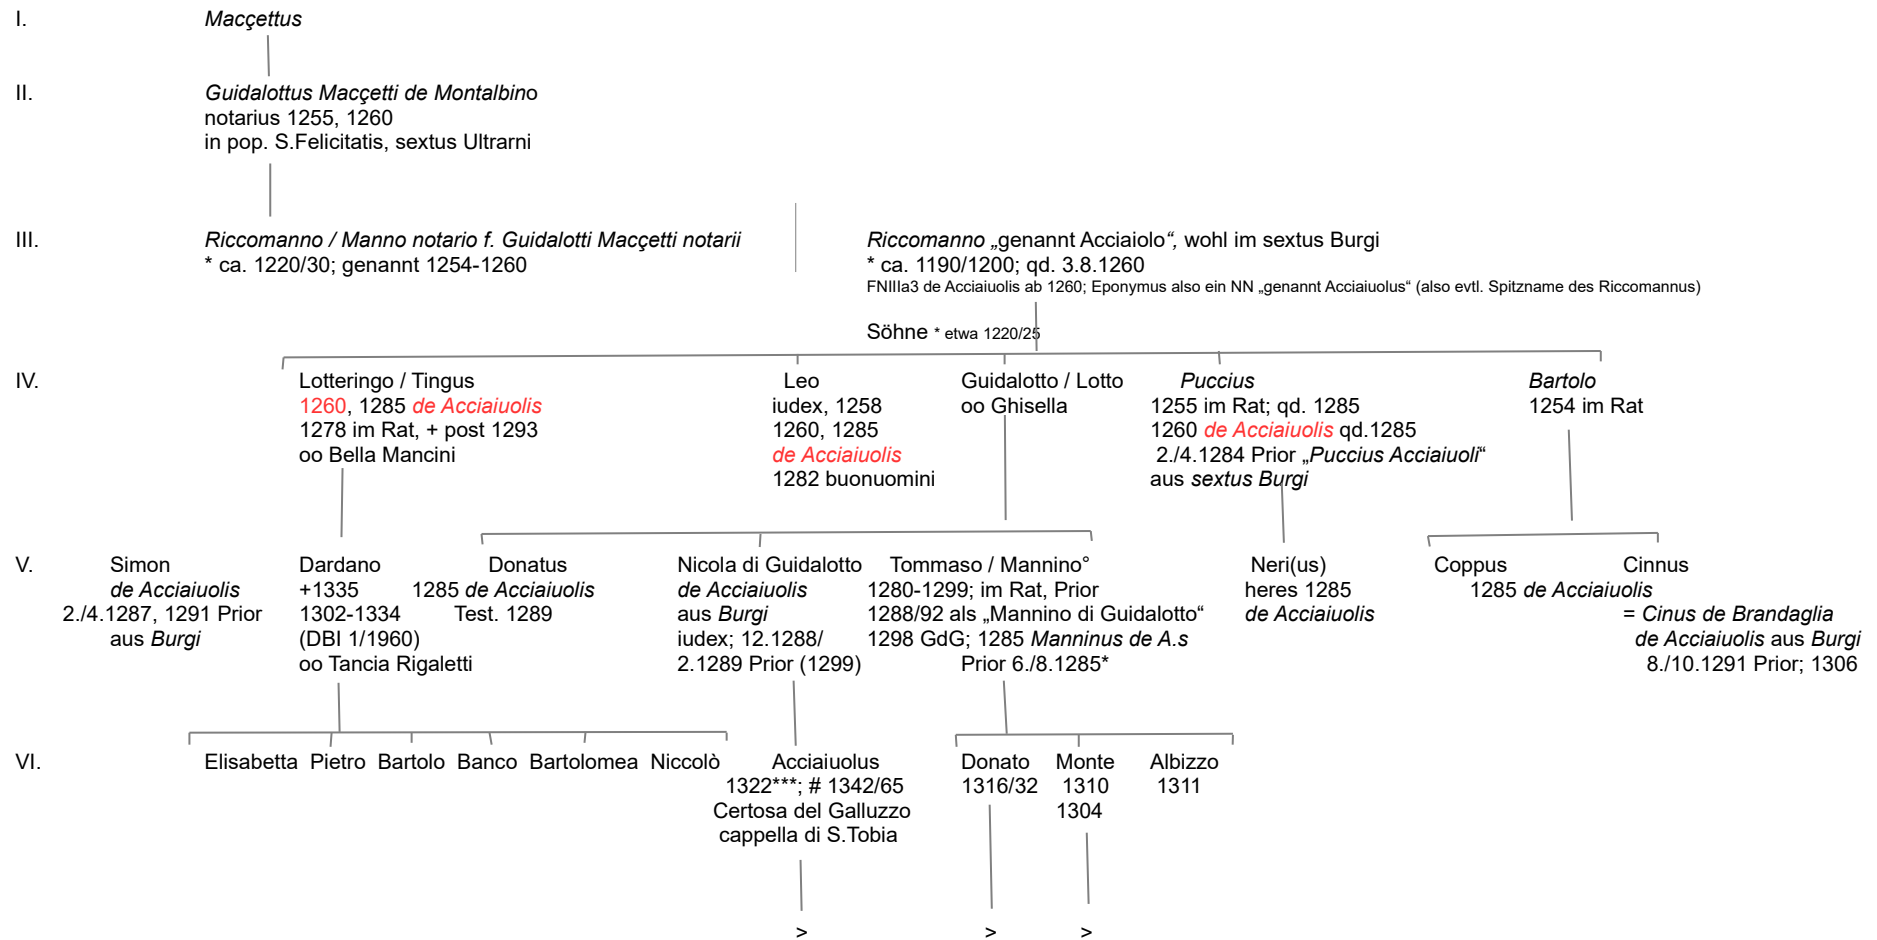 I. Macçettus
II. Guidalottus Macçetti de Montalbino
notarius 1255, 1260
in pop. S.Felicitatis, sextus Ultrarni
III. Riccomanno / Manno notario f. Guidalotti Macçetti notarii
* ca. 1220/30; genannt 1254-1260
Riccomanno „genannt Acciaiolo“, wohl im sextus Burgi
* ca. 1190/1200; qd. 3.8.1260
FNIIIa3 de Acciaiuolis ab 1260; Eponymus also ein NN „genannt Acciaiuolus“ (also evtl. Spitzname des Riccomannus)
Söhne * etwa 1220/25
IV.
Lotteringo / Tingus
1260, 1285 de Acciaiuolis
1278 im Rat, + post 1293
oo Bella Mancini
Leo
iudex, 1258
1260, 1285
de Acciaiuolis
1282 buonuomini
Guidalotto / Lotto
oo Ghisella
Puccius
1255 im Rat; qd. 1285
1260 de Acciaiuolis qd.1285
2./4.1284 Prior „Puccius Acciaiuoli“
aus sextus Burgi
Bartolo
1254 im Rat
V.
Simon
de Acciaiuolis
2./4.1287, 1291 Prior
aus Burgi
Dardano
+1335
1302-1334
(DBI 1/1960)
oo Tancia Rigaletti
Donatus
1285 de Acciaiuolis
Test. 1289
Nicola di Guidalotto
de Acciaiuolis
aus Burgi
iudex; 12.1288/
2.1289 Prior (1299)
Tommaso / Mannino°
1280-1299; im Rat, Prior
1288/92 als „Mannino di Guidalotto“
1298 GdG; 1285 Manninus de A.s
Prior 6./8.1285*
Neri(us)
heres 1285
de Acciaiuolis
Coppus
Cinnus
1285 de Acciaiuolis
= Cinus de Brandaglia
de Acciaiuolis aus Burgi
8./10.1291 Prior; 1306
VI.
Elisabetta Pietro Bartolo Banco Bartolomea Niccolò
Acciaiuolus
1322***; # 1342/65
Certosa del Galluzzo
cappella di S.Tobia
Donato
1316/32
Monte
1310
1304
Albizzo
1311
> > >